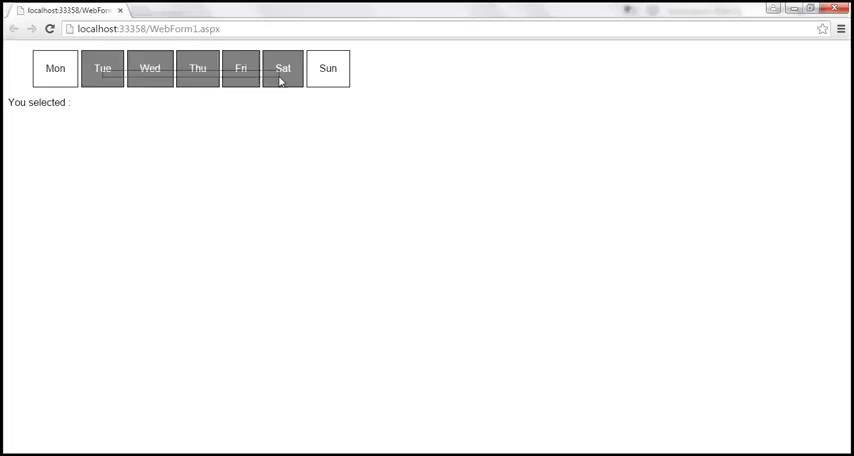 localhost:33358/WebForm
localhost:33358/WebForm1.aspx
Mon Tue Wed Thu Fri Sat Sun
You selected :